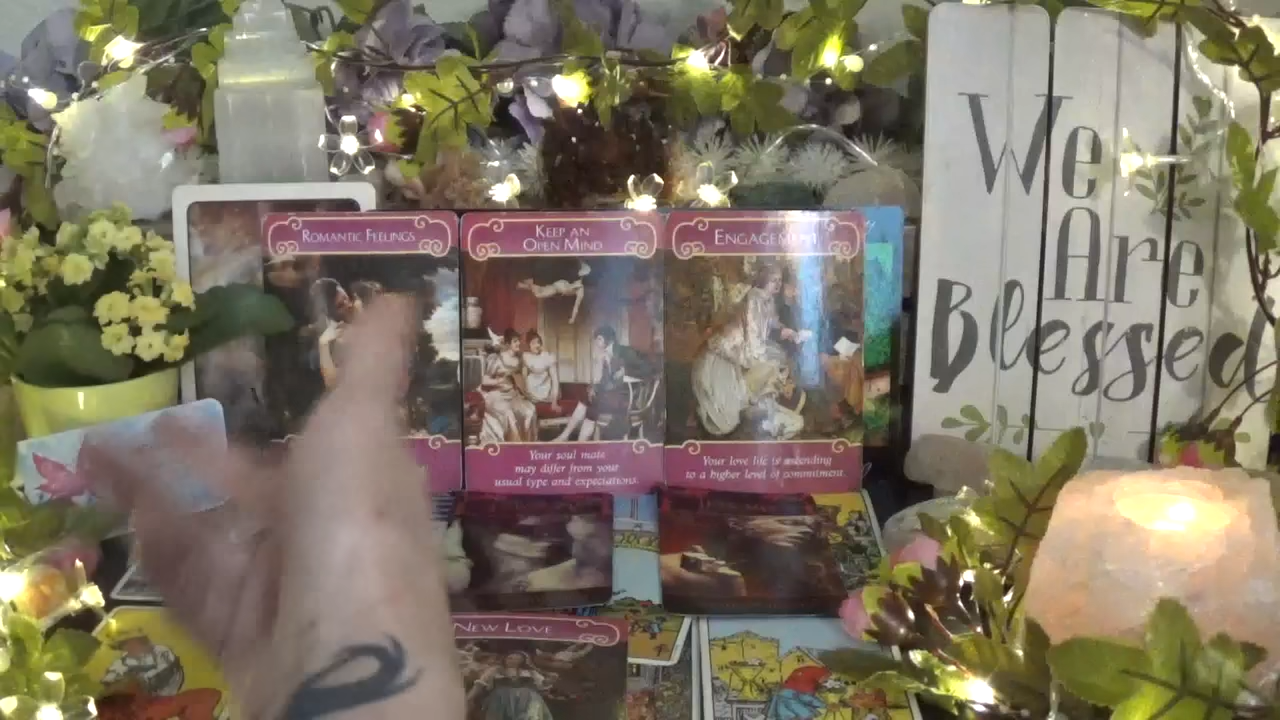 ROMANTIC FEELINGS
KEEP AN
OPEN MIND
ENGAGEMENT
Your soul mate
may differ from your
usual type and expectations.
Your love life is ascending
to a higher level of commitment.
NEW LOVE
We
Are
Blessed